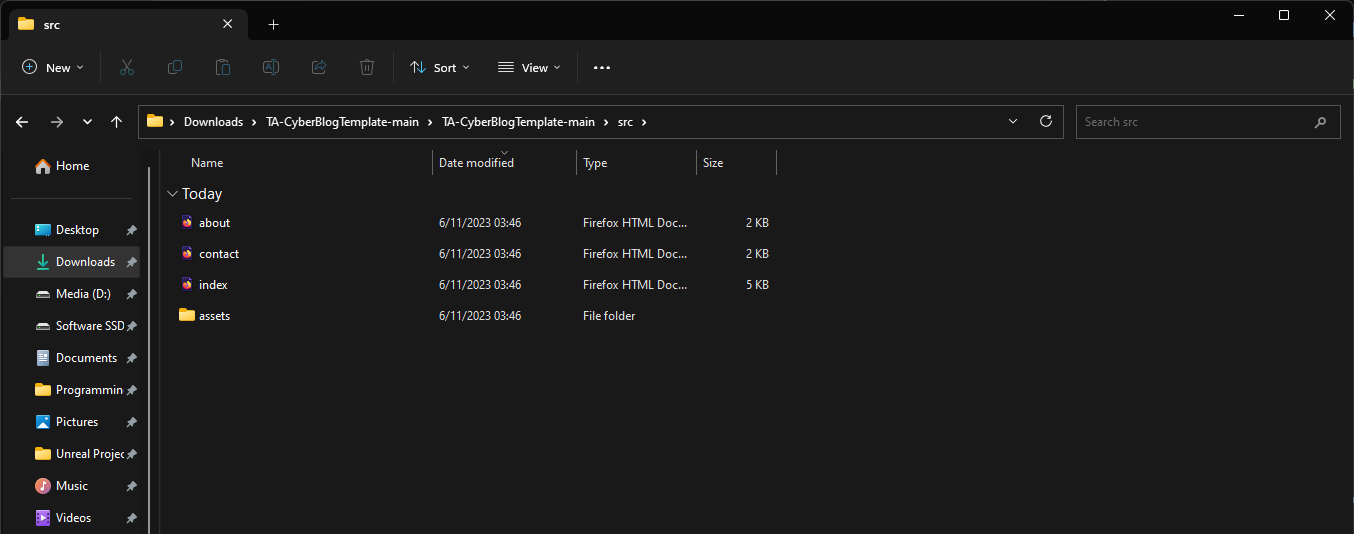 src
New Sort View
Downloads TA-CyberBlogTemplate-main TA-CyberBlogTemplate-main src
Search src
Home
Desktop
Downloads
Media (D:)
Software SSD
Documents
Programmin
Pictures
Unreal Projec
Music
Videos
Name Date modified Type Size
Today
about 6/11/2023 03:46 Firefox HTML Doc... 2 KB
contact 6/11/2023 03:46 Firefox HTML Doc... 2 KB
index 6/11/2023 03:46 Firefox HTML Doc... 5 KB
assets 6/11/2023 03:46 File folder